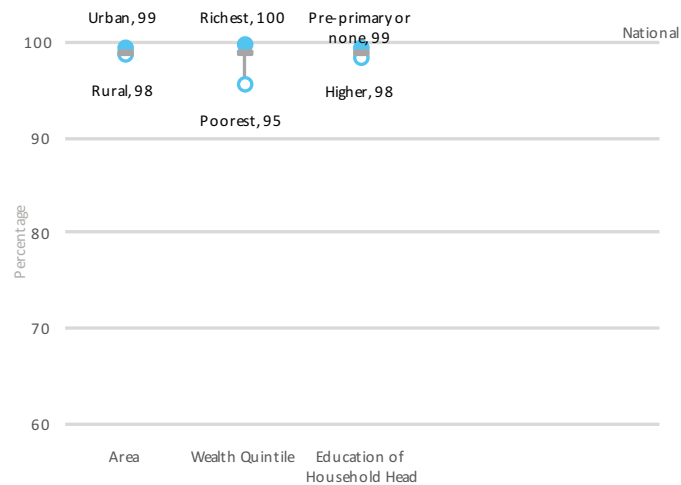 Urban, 99
Richest, 100
Pre-primary or
none, 99
National
100
Rural, 98
Poorest, 95
Higher, 98
90
80
70
60
Percentage
Area
Wealth Quintile
Education of
Household Head